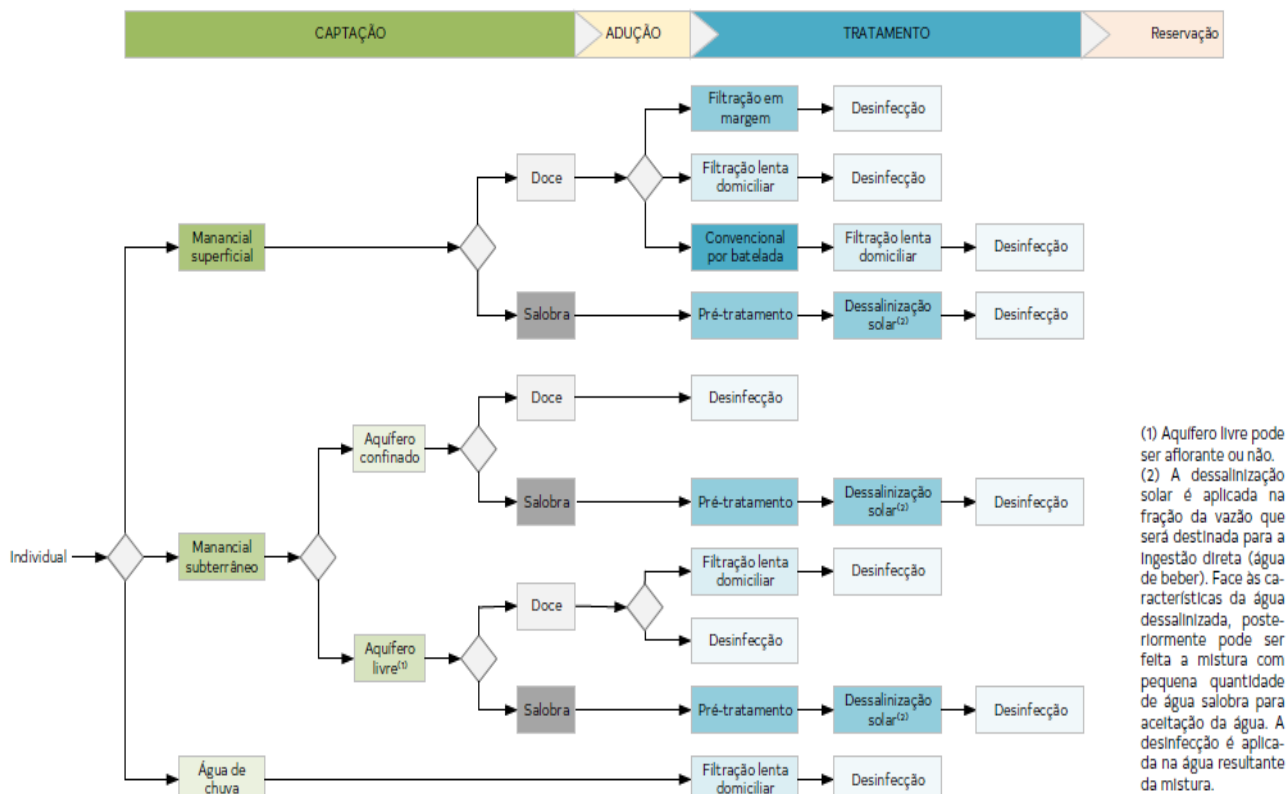 CAPTAÇÃO
ADUÇÃO
TRATAMENTO
Reservação
Filtração em
margem
Desinfecção
Doce
Filtração lenta
domiciliar
Desinfecção
Manancial
superficial
Convencional
por batelada
Filtração lenta
domiciliar
Desinfecção
Salobra
Pré-tratamento
Dessalinização
solar⁽²⁾
Desinfecção
Doce
Desinfecção
Aquífero
confinado
Salobra
Pré-tratamento
Dessalinização
solar⁽²⁾
Desinfecção
Individual
Manancial
subterrâneo
Filtração lenta
domiciliar
Desinfecção
Doce
Desinfecção
Aquífero
livre⁽¹⁾
Salobra
Pré-tratamento
Dessalinização
solar⁽²⁾
Desinfecção
Água de
chuva
Filtração lenta
domiciliar
Desinfecção
(1) Aquífero livre pode
ser aflorante ou não.
(2) A dessalinização
solar é aplicada na
fração da vazão que
será destinada para a
ingestão direta (água
de beber). Face às ca-
racterísticas da água
dessalinizada, poste-
riormente pode ser
feita a mistura com
pequena quantidade
de água salobra para
aceitação da água. A
desinfecção é aplica-
da na água resultante
da mistura.